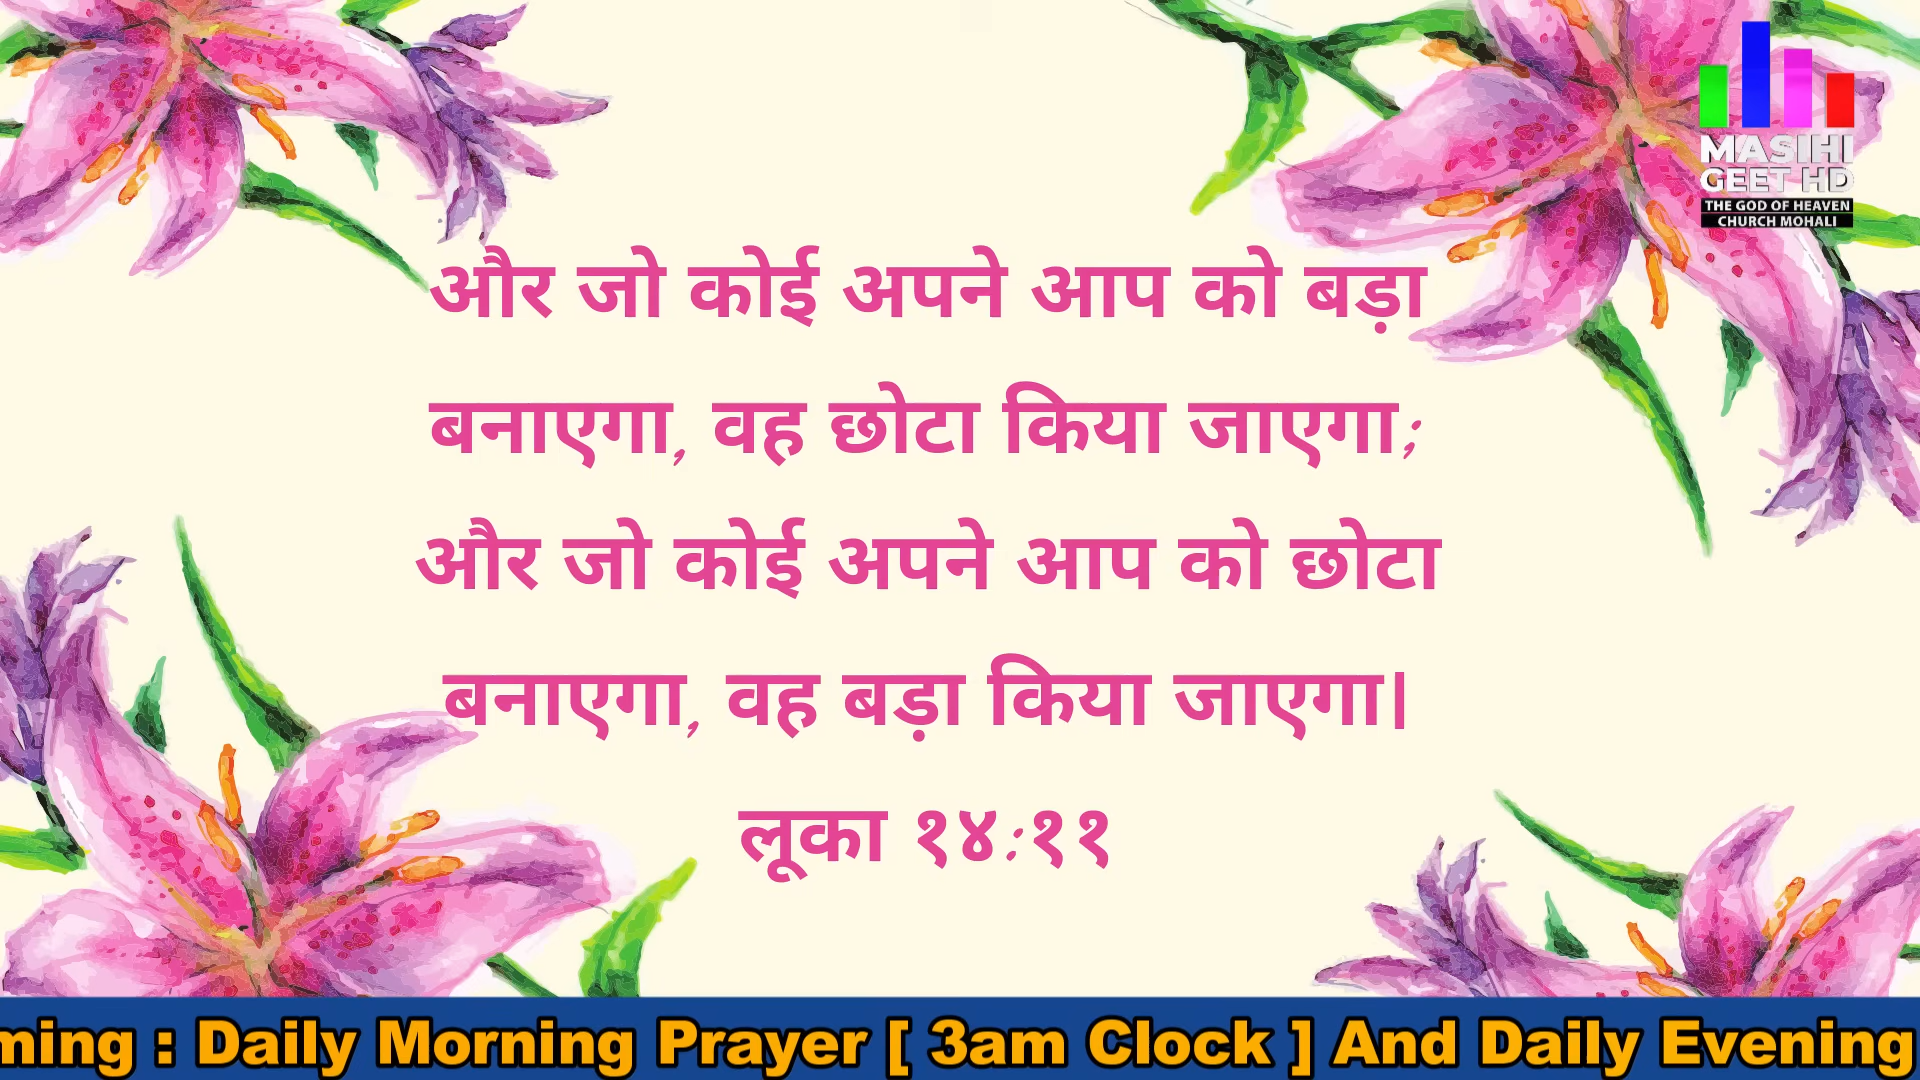 MASIHI
GEET HD
THE GOD OF HEAVEN
CHURCH MOHALI
और जो कोई अपने आप को बड़ा
बनाएगा, वह छोटा किया जाएगा;
और जो कोई अपने आप को छोटा
बनाएगा, वह बड़ा किया जाएगा।
लूका १४:११
ming : Daily Morning Prayer [ 3am Clock ] And Daily Evening